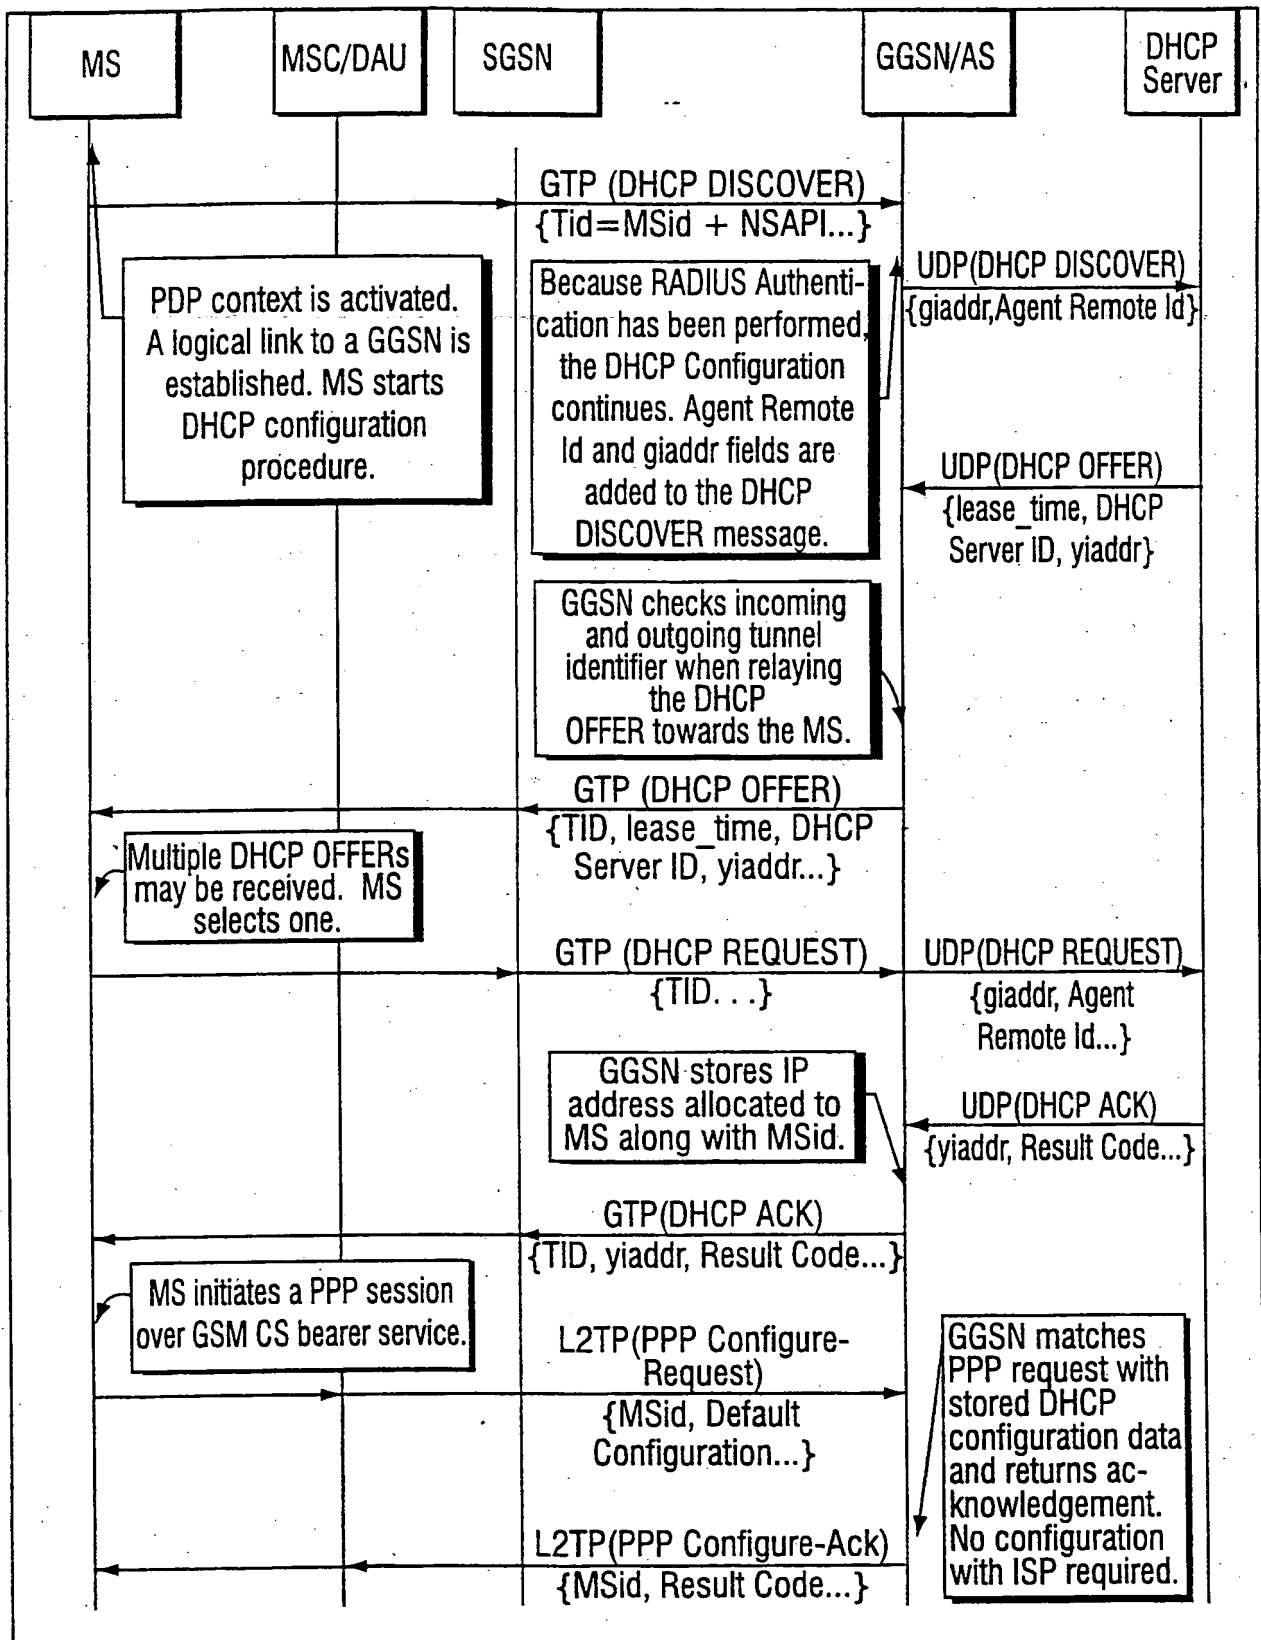 MS
MSC/DAU
SGSN
GGSN/AS
DHCP
Server
GTP (DHCP DISCOVER)
{Tid=MSid + NSAPI...}
PDP context is activated.
A logical link to a GGSN is
established. MS starts
DHCP configuration
procedure.
Because RADIUS Authenti-
cation has been performed,
the DHCP Configuration
continues. Agent Remote
Id and giaddr fields are
added to the DHCP
DISCOVER message.
UDP(DHCP DISCOVER)
{giaddr,Agent Remote Id}
UDP(DHCP OFFER)
{lease_time, DHCP
Server ID, yiaddr}
GGSN checks incoming
and outgoing tunnel
identifier when relaying
the DHCP
OFFER towards the MS.
GTP (DHCP OFFER)
{TID, lease_time, DHCP
Server ID, yiaddr...}
Multiple DHCP OFFERs
may be received. MS
selects one.
GTP (DHCP REQUEST)
{TID. . .}
UDP(DHCP REQUEST)
{giaddr, Agent
Remote Id...}
GGSN stores IP
address allocated to
MS along with MSid.
UDP(DHCP ACK)
{yiaddr, Result Code...}
GTP(DHCP ACK)
{TID, yiaddr, Result Code...}
MS initiates a PPP session
over GSM CS bearer service.
L2TP(PPP Configure-
Request)
{MSid, Default
Configuration...}
GGSN matches
PPP request with
stored DHCP
configuration data
and returns ac-
knowledgement.
No configuration
with ISP required.
L2TP(PPP Configure-Ack)
{MSid, Result Code...}